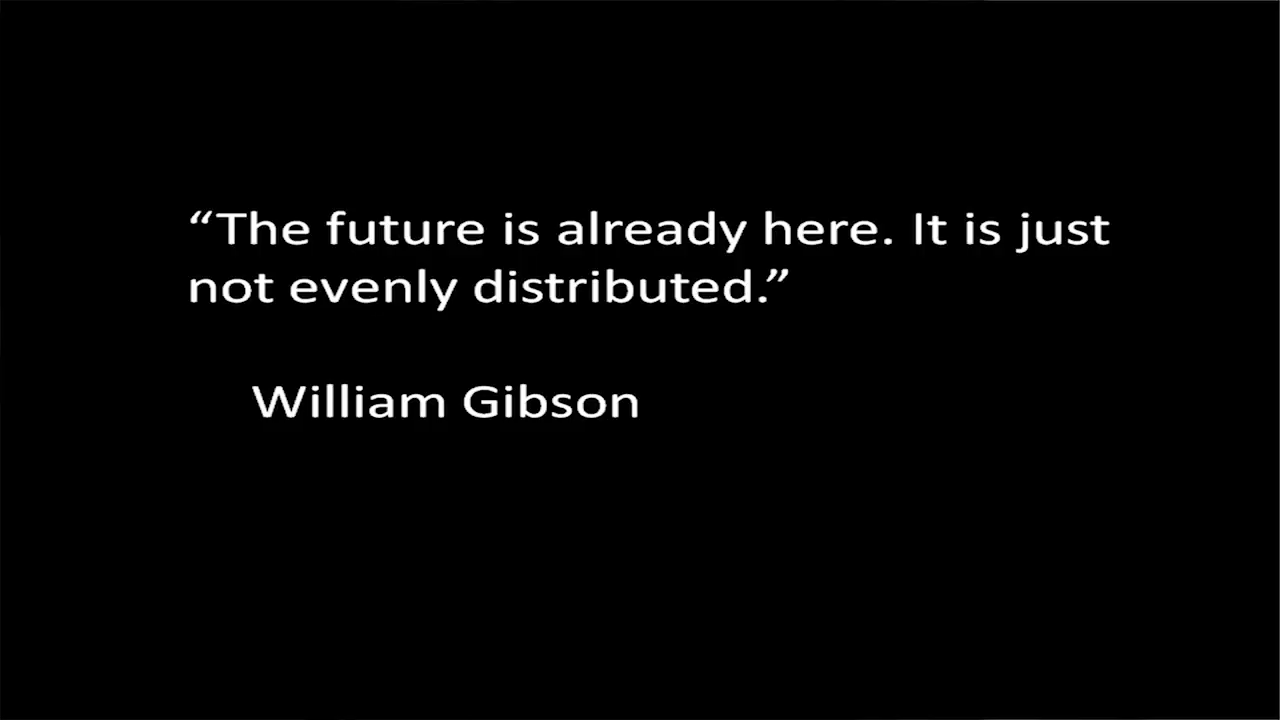 “The future is already here. It is just
not evenly distributed.”
William Gibson